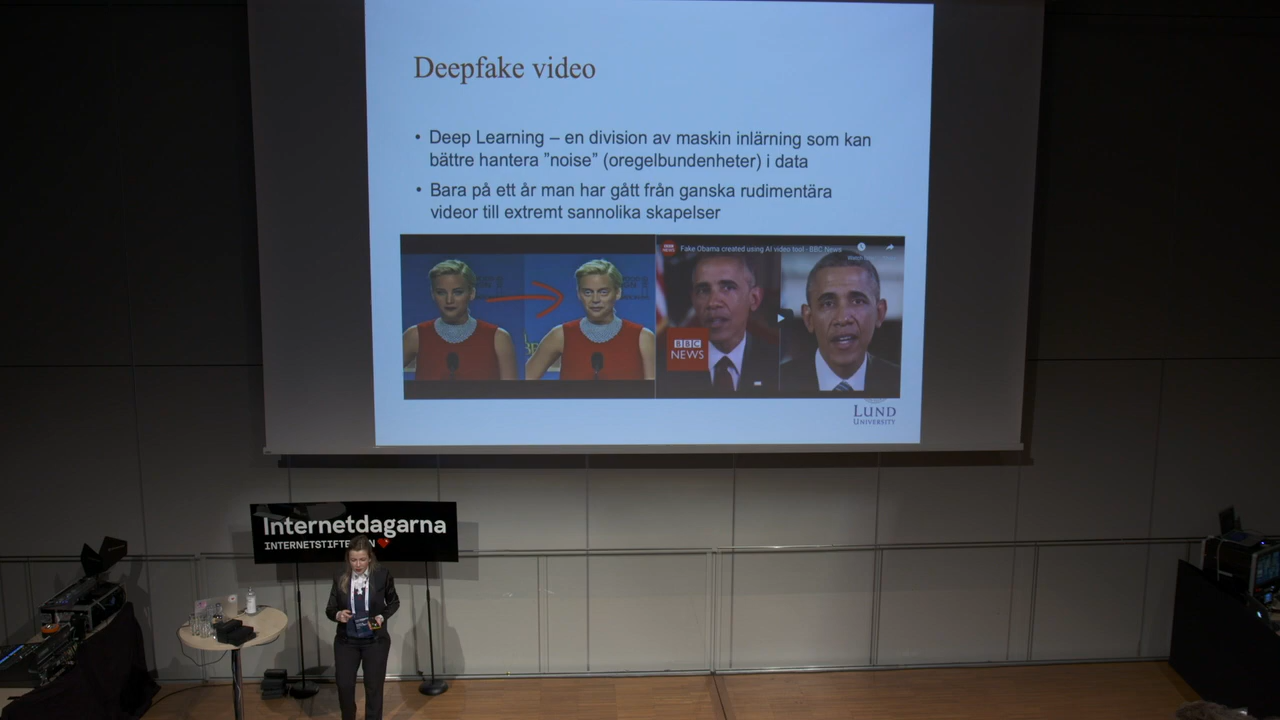 Deepfake video
• Deep Learning – en division av maskin inlärning som kan
bättre hantera "noise" (oregelbundenheter) i data
• Bara på ett år man har gått från ganska rudimentära
videor till extremt sannolika skapelser
Fake Obama created using AI video tool - BBC News
BBC
NEWS
LUND
UNIVERSITY
Internetdagarna